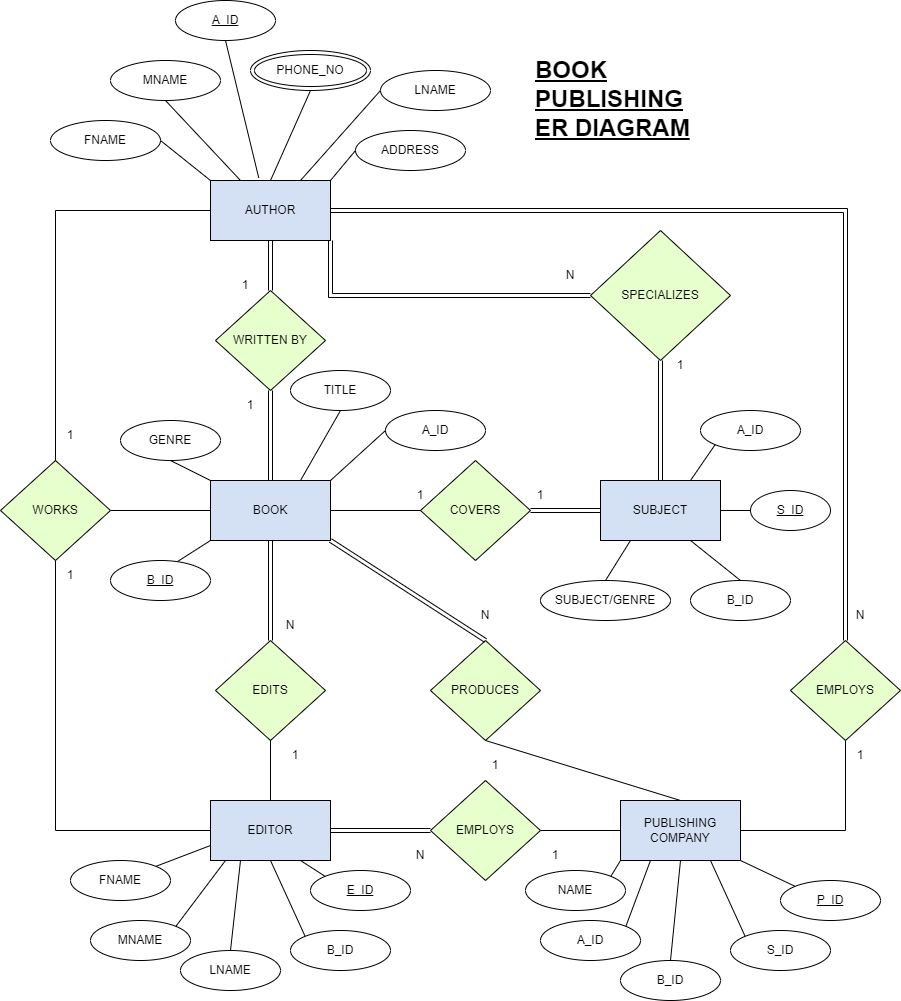 A_ID
BOOK
PUBLISHING
ER DIAGRAM
PHONE_NO
MNAME
LNAME
FNAME
ADDRESS
AUTHOR
N
SPECIALIZES
1
WRITTEN BY
1
1
TITLE
GENRE
A_ID
A_ID
1
WORKS
BOOK
1
COVERS
1
SUBJECT
S_ID
1
B_ID
SUBJECT/GENRE
B_ID
N
N
N
EDITS
PRODUCES
EMPLOYS
1
1
1
EDITOR
EMPLOYS
PUBLISHING
COMPANY
N
1
FNAME
E_ID
NAME
P_ID
MNAME
B_ID
A_ID
S_ID
LNAME
B_ID